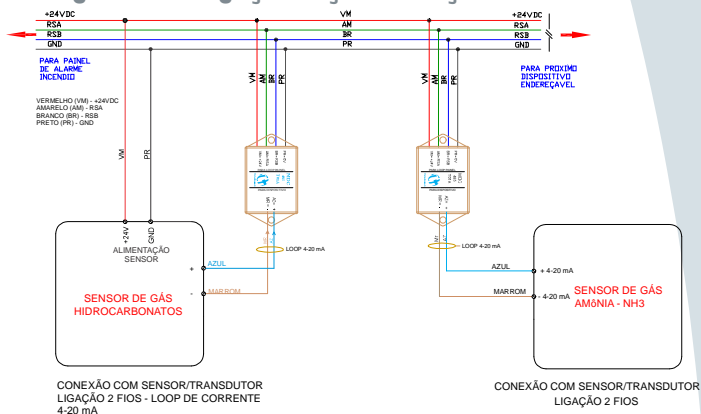 +24VDC
RSA
RSB
GND
VM
AM
BR
PR
+24VDC
RSA
RSB
GND
PARA PAINEL
DE ALARME
INCENDIO
PARA PROXIMO
DISPOSITIVO
ENDEREÇAVEL
VERMELHO (VM) - +24VDC
AMARELO (AM) - RSA
BRANCO (BR) - RSB
PRETO (PR) - GND
VM
AM
BR
PR
VM
AM
BR
PR
VM
PR
+24V
GND
ALIMENTAÇÃO
SENSOR
LOOP 4-20 mA
LOOP 4-20 mA
+
AZUL
-
MARROM
SENSOR DE GÁS
HIDROCARBONATOS
AZUL
+ 4-20 mA
MARROM
- 4-20 mA
SENSOR DE GÁS
AMôNIA - NH3
CONEXÃO COM SENSOR/TRANSDUTOR
LIGAÇÃO 2 FIOS - LOOP DE CORRENTE
4-20 mA
CONEXÃO COM SENSOR/TRANSDUTOR
LIGAÇÃO 2 FIOS